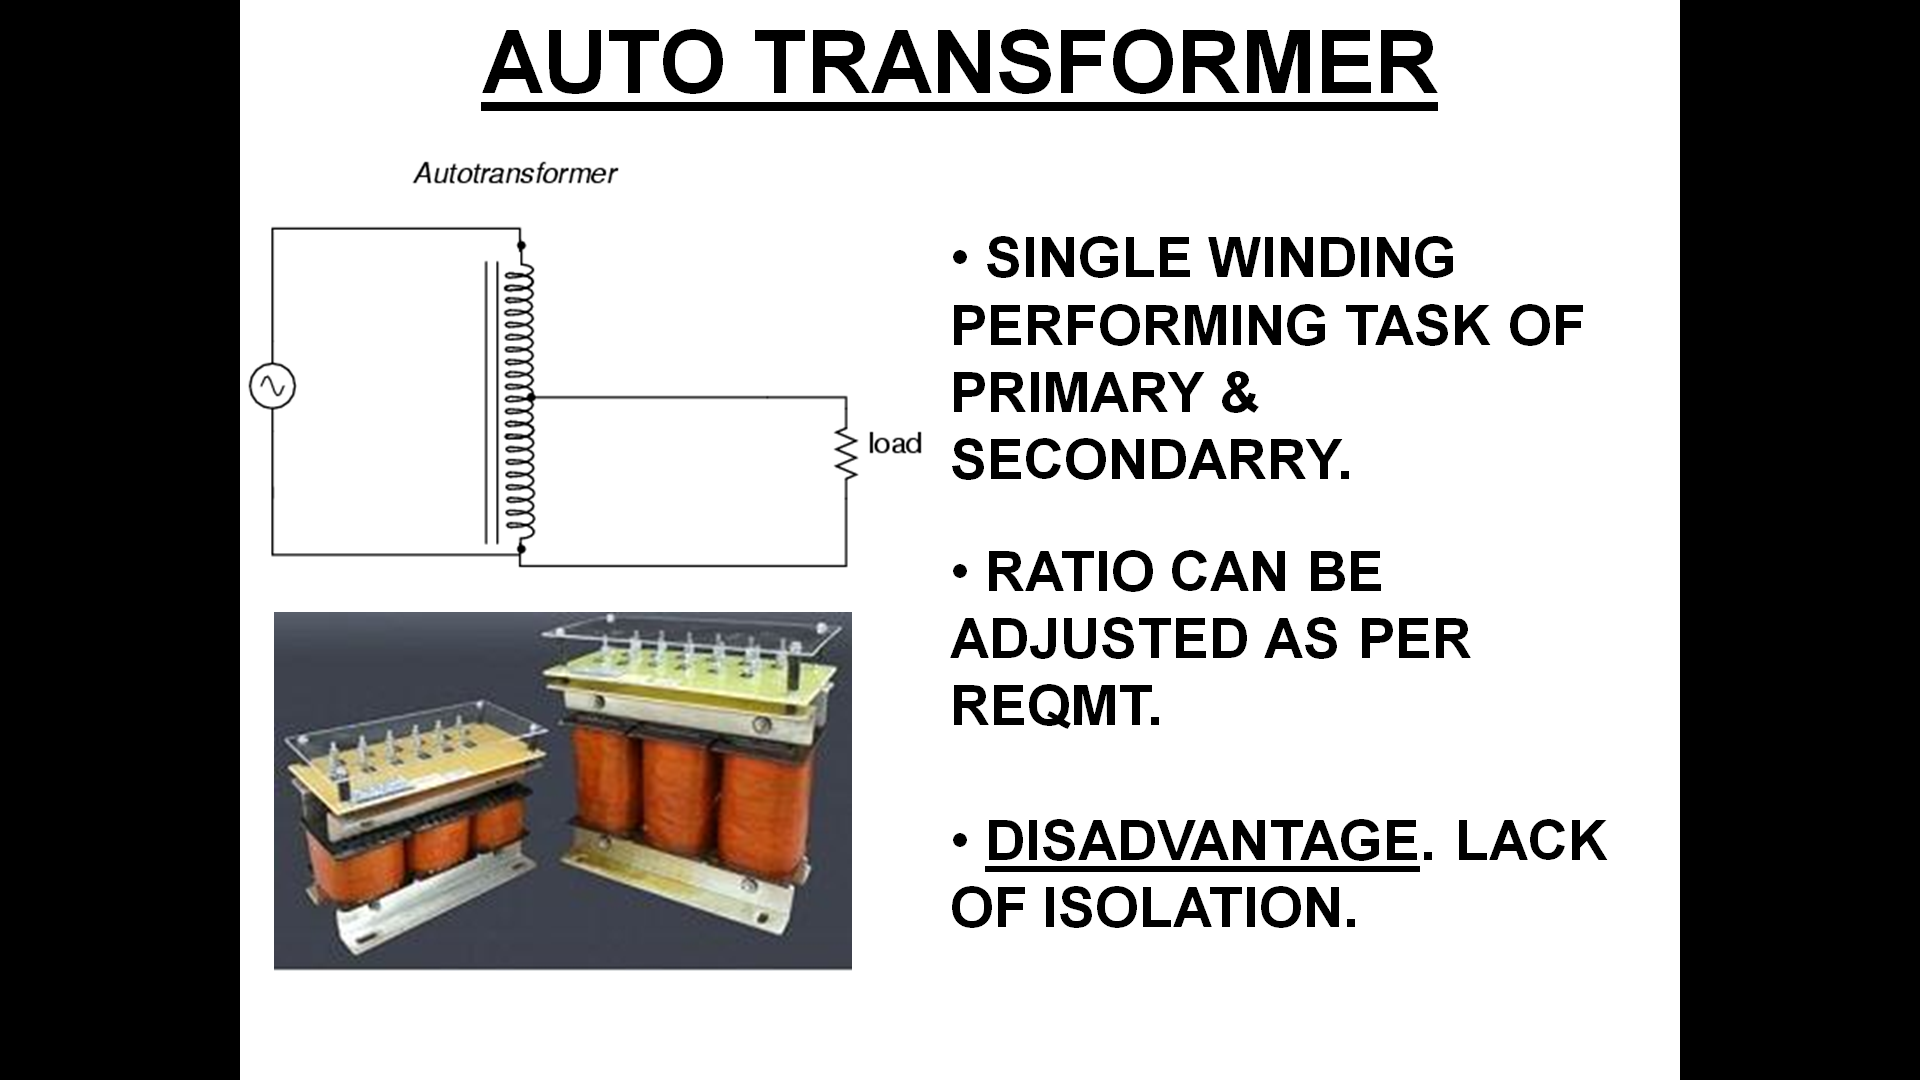 AUTO TRANSFORMER
Autotransformer
load
• SINGLE WINDING
PERFORMING TASK OF
PRIMARY &
SECONDARRY.
• RATIO CAN BE
ADJUSTED AS PER
REQMT.
• DISADVANTAGE. LACK
OF ISOLATION.